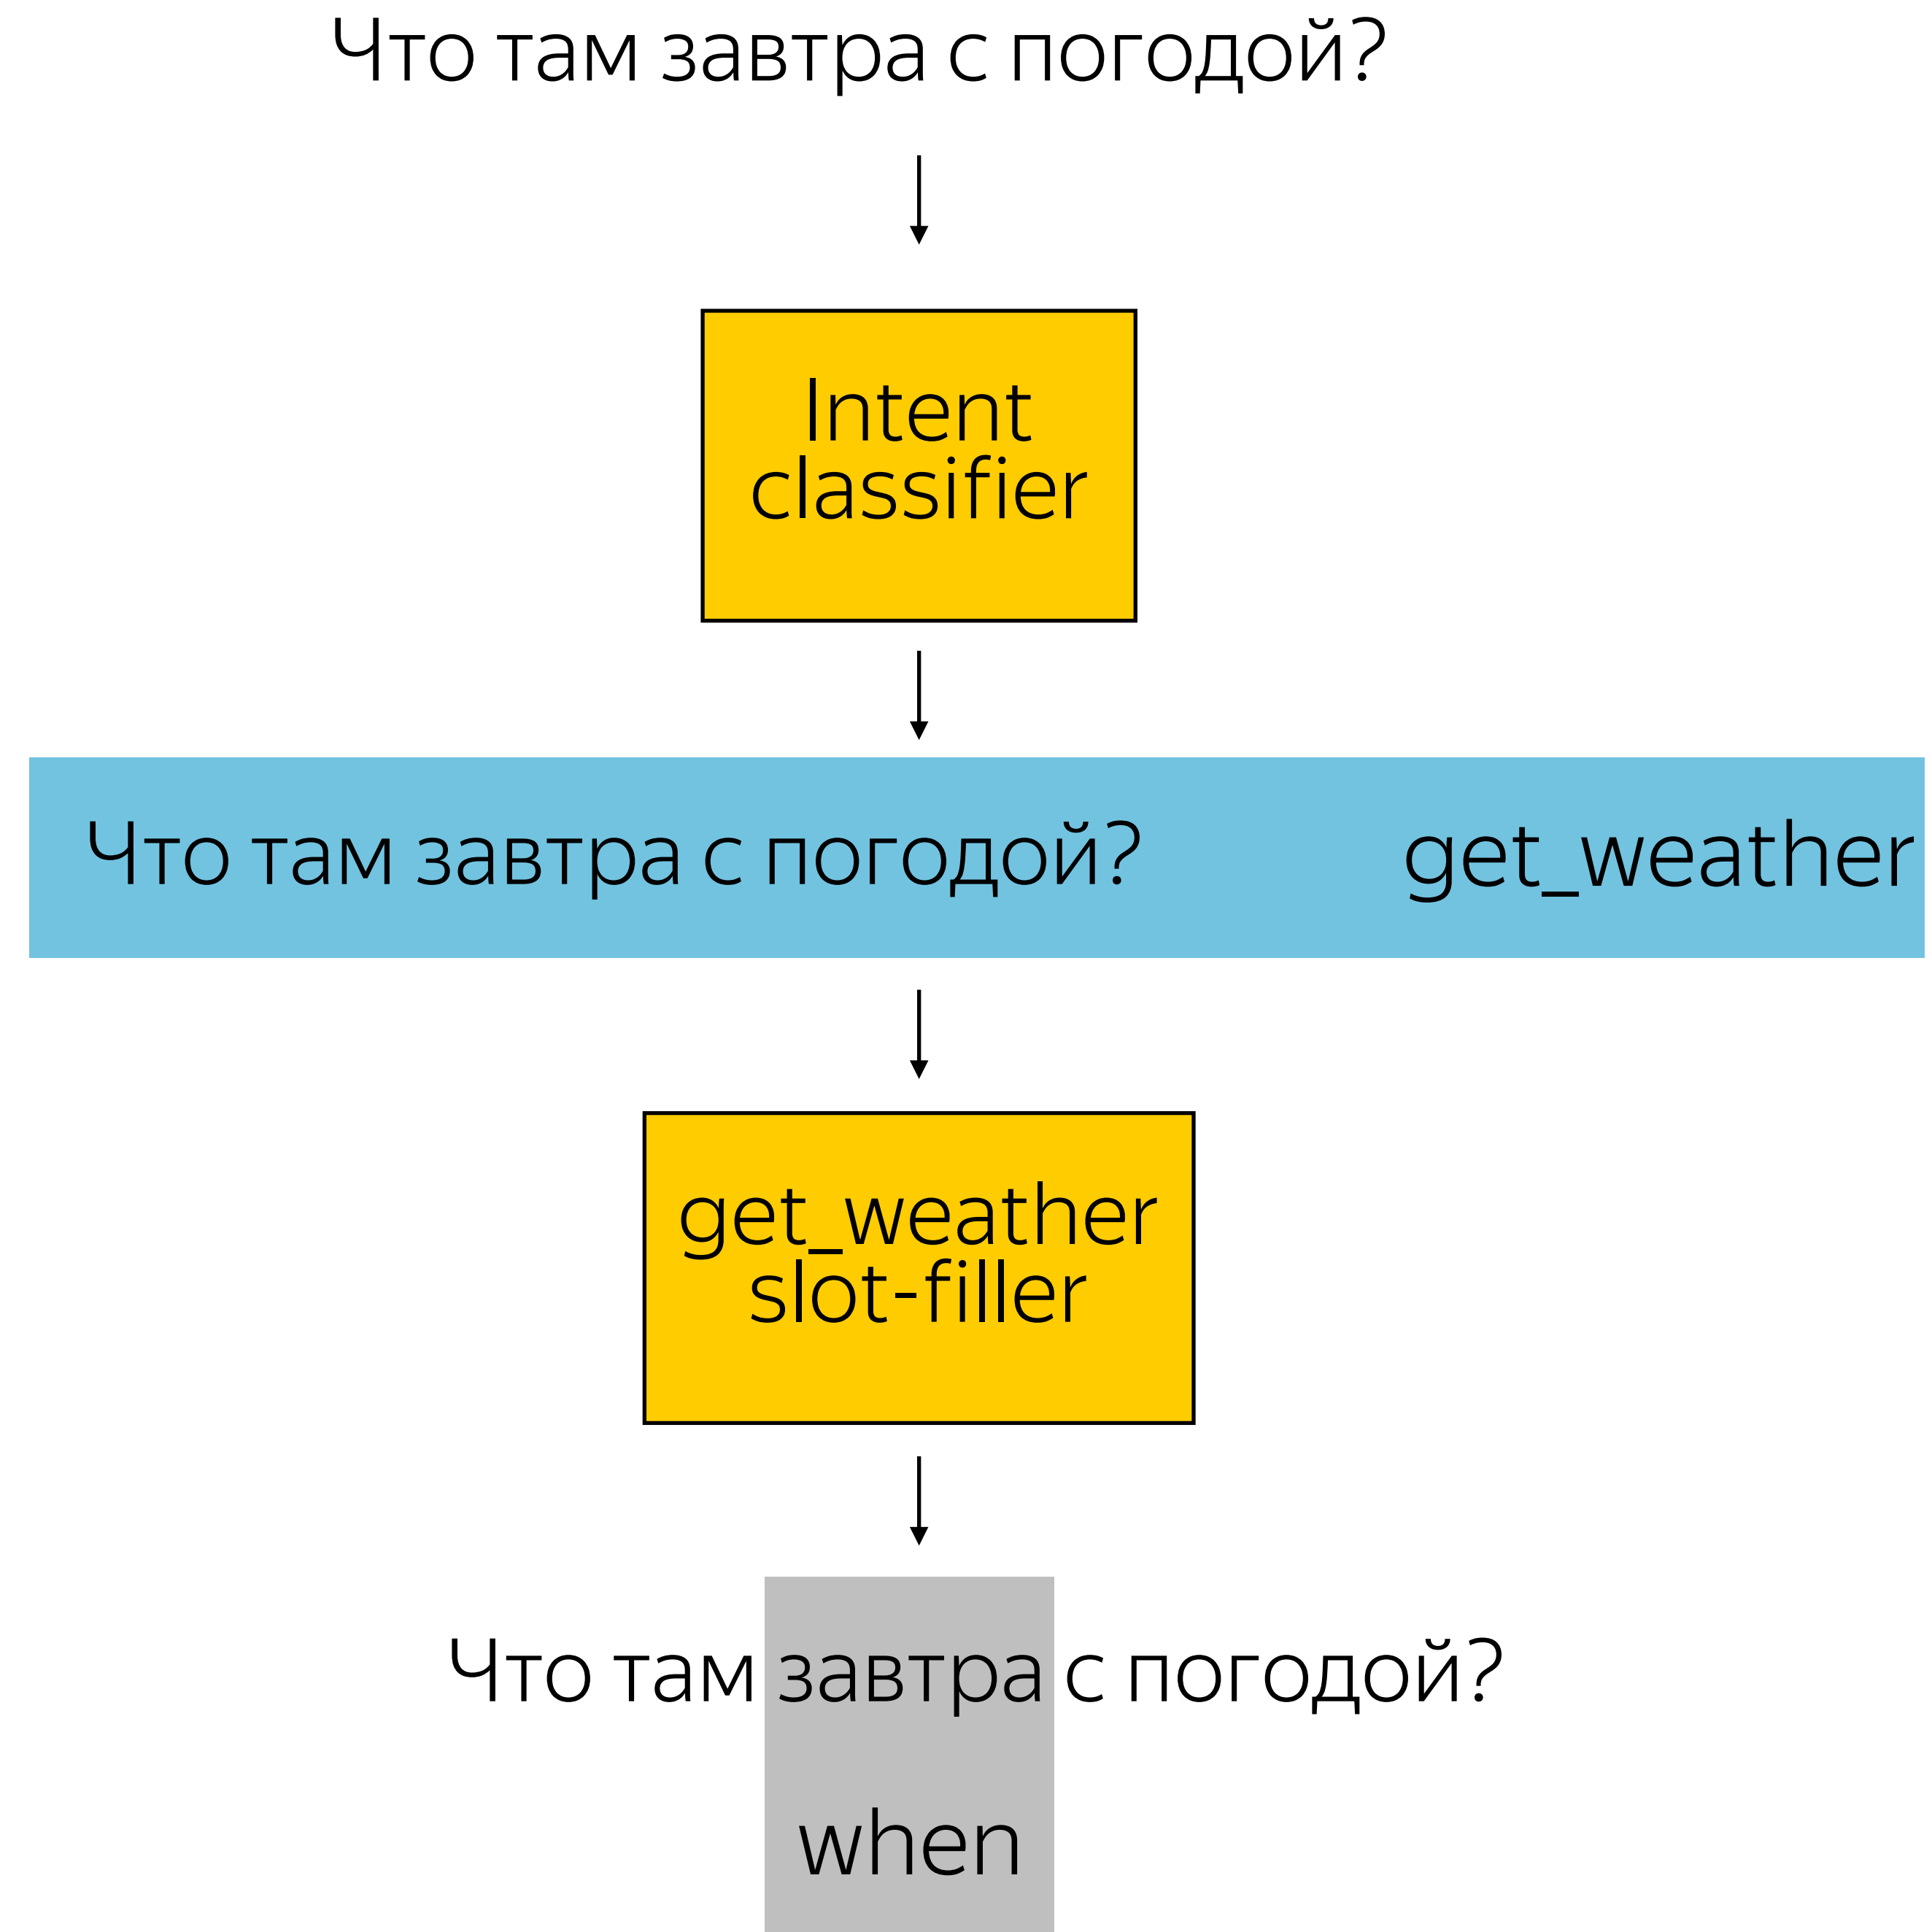 Что там завтра с погодой?
Intent
classifier
Что там завтра с погодой? get_weather
get_weather
slot-filler
Что там завтра с погодой?
when